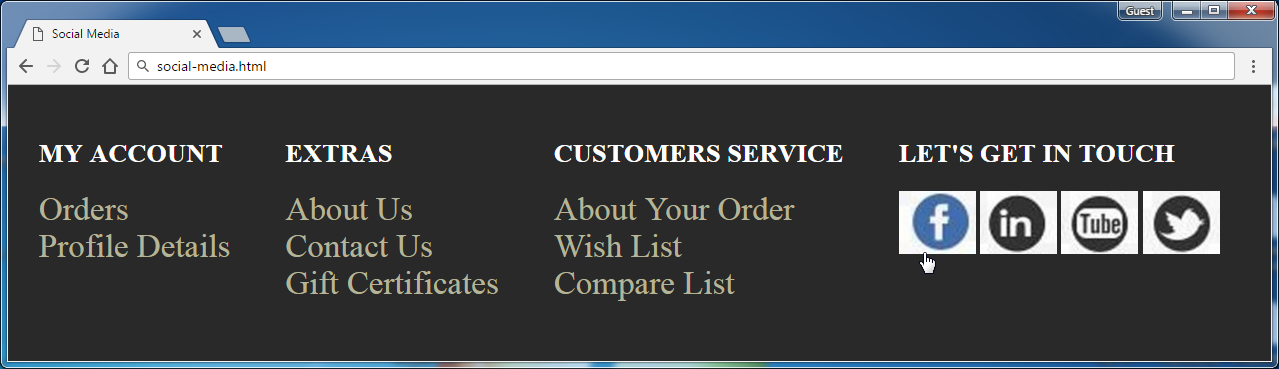 Guest
Social Media
social-media.html
MY ACCOUNT
Orders
Profile Details
EXTRAS
About Us
Contact Us
Gift Certificates
CUSTOMERS SERVICE
About Your Order
Wish List
Compare List
LET'S GET IN TOUCH
f in Tube